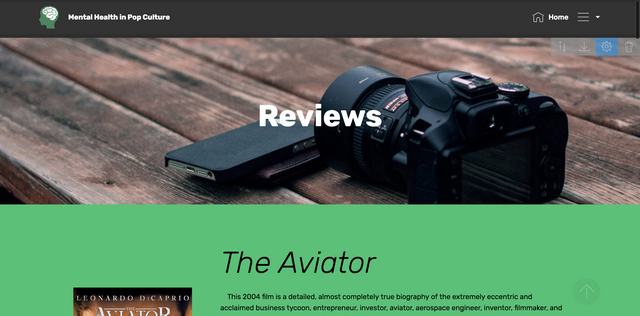 Mental Health in Pop Culture
Home
Reviews
The Aviator
LEONARDO DICAPRIO
THE
AVIATOR
This 2004 film is a detailed, almost completely true biography of the extremely eccentric and
acclaimed business tycoon, entrepreneur, investor, aviator, aerospace engineer, inventor, filmmaker, and